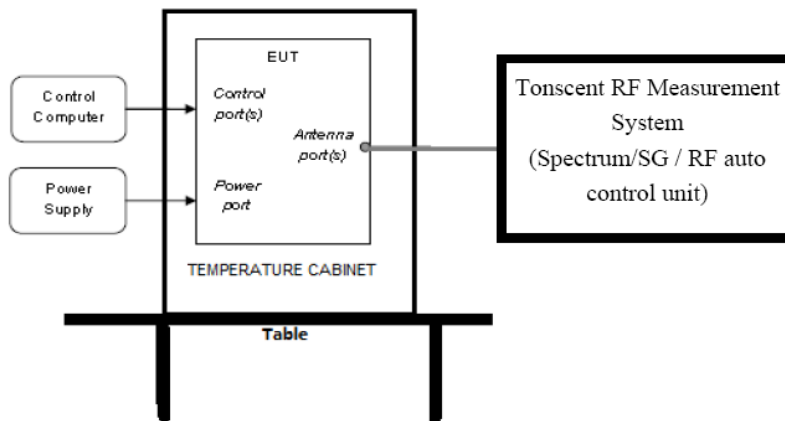 Control
Computer
Power
Supply
EUT
Control
port(s)
Antenna
port(s)
Power
port
TEMPERATURE CABINET
Table
Tonscent RF Measurement
System
(Spectrum/SG / RF auto
control unit)